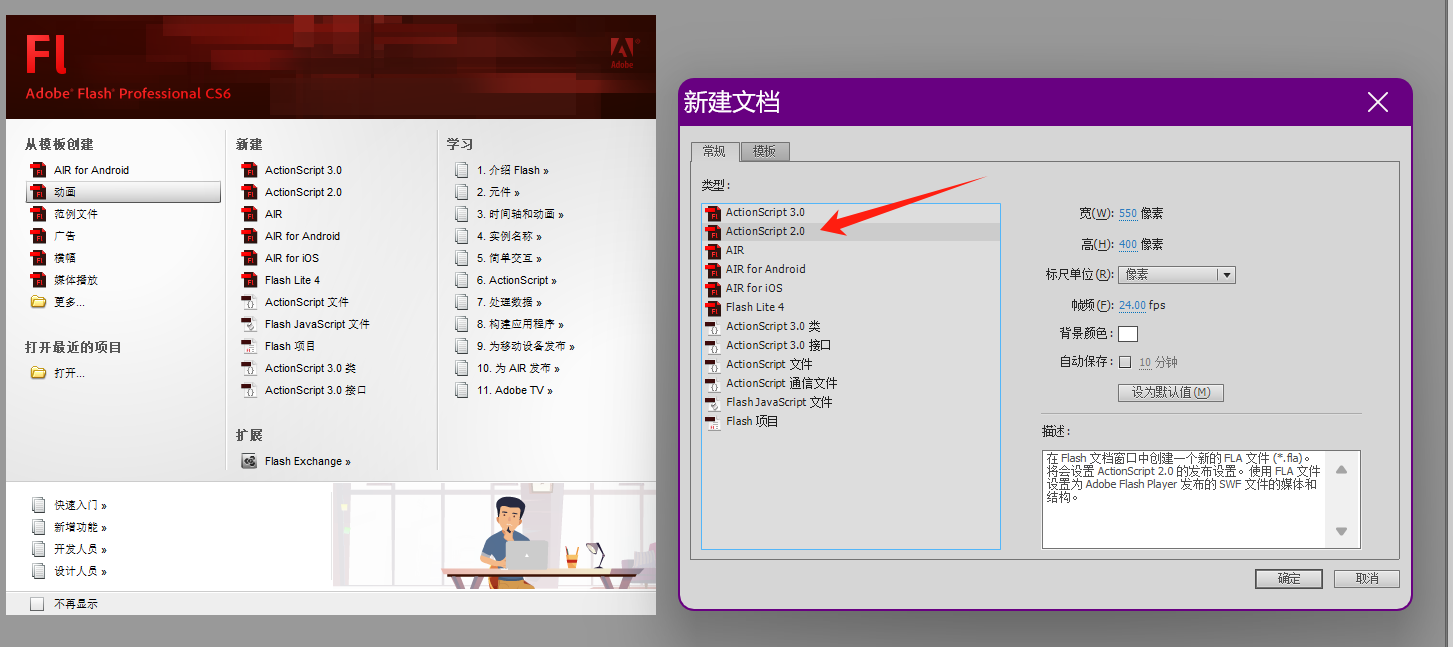 Fl
Adobe
Adobe® Flash® Professional CS6
从模板创建
AIR for Android
动画
范例文件
广告
横幅
媒体播放
更多...
打开最近的项目
打开...
新建
ActionScript 3.0
ActionScript 2.0
AIR
AIR for Android
AIR for iOS
Flash Lite 4
ActionScript 文件
Flash JavaScript 文件
Flash 项目
ActionScript 3.0 类
ActionScript 3.0 接口
扩展
Flash Exchange »
学习
1. 介绍 Flash »
2. 元件 »
3. 时间轴和动画 »
4. 实例名称 »
5. 简单交互 »
6. ActionScript »
7. 处理数据 »
8. 构建应用程序 »
9. 为移动设备发布 »
10. 为 AIR 发布 »
11. Adobe TV »
快速入门 »
新增功能 »
开发人员 »
设计人员 »
不再显示
新建文档
常规
模板
类型:
ActionScript 3.0
ActionScript 2.0
AIR
AIR for Android
AIR for iOS
Flash Lite 4
ActionScript 3.0 类
ActionScript 3.0 接口
ActionScript 文件
ActionScript 通信文件
Flash JavaScript 文件
Flash 项目
宽(W): 550 像素
高(H): 400 像素
标尺单位(R): 像素
帧频(F): 24.00 fps
背景颜色:
自动保存: 10 分钟
设为默认值(M)
描述:
在 Flash 文档窗口中创建一个新的 FLA 文件 (*.fla)。
将会设置 ActionScript 2.0 的发布设置。使用 FLA 文件
设置为 Adobe Flash Player 发布的 SWF 文件的媒体和
结构。
确定
取消